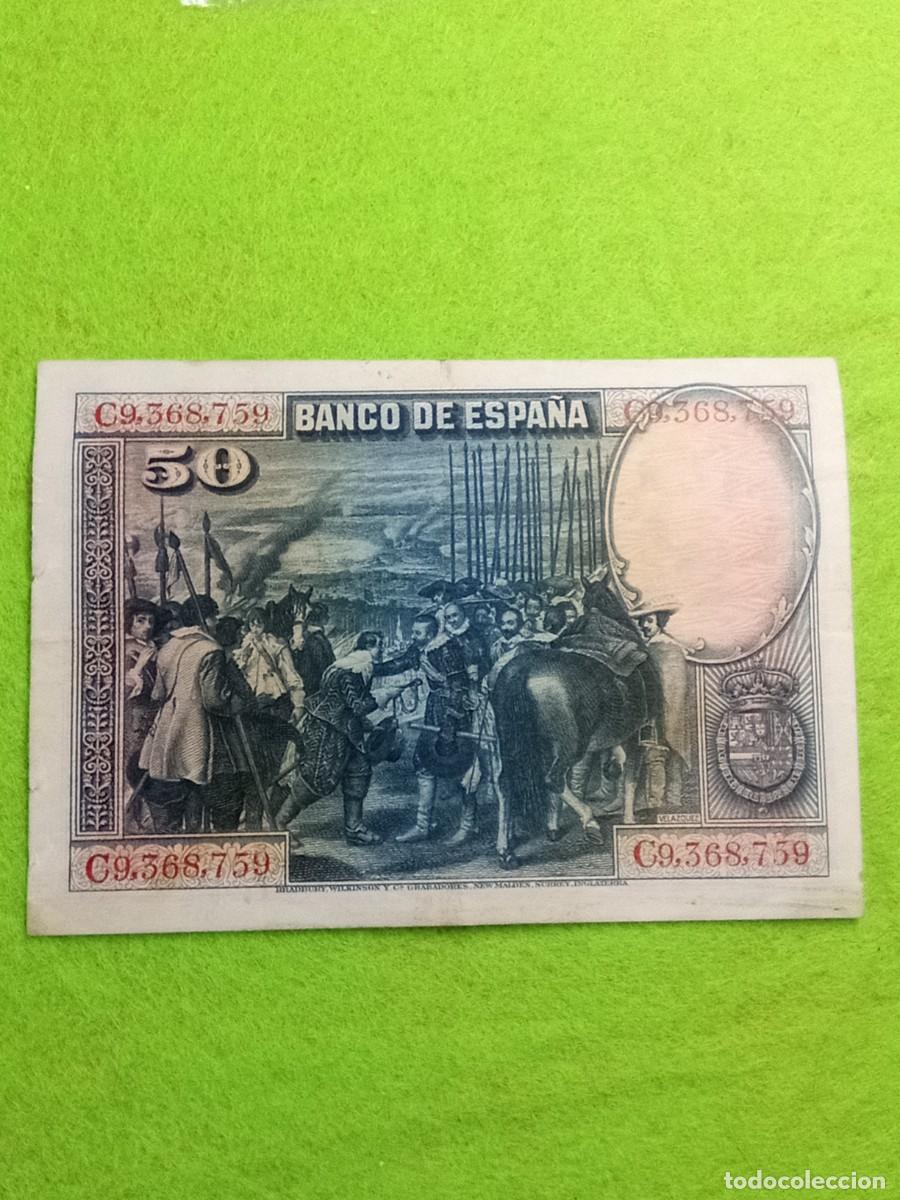 C9,368,759 BANCO DE ESPAÑA C9,368,759
50
VELAZQUEZ
C9,368,759 C9,368,759
BRADBURY, WILKINSON Y Cª. GRABADORES, NEW MALDEN, SURREY, INGLATERRA
todocoleccion